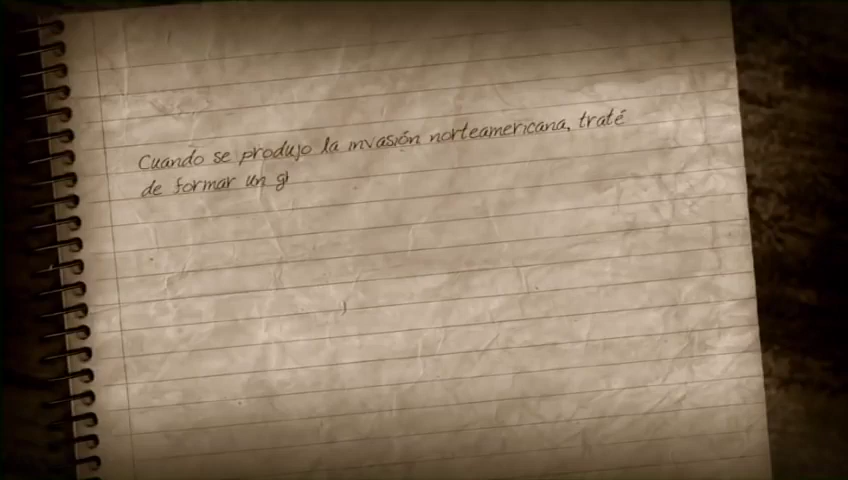 Cuando se produjo la invasión norteamericana, traté
de formar un g